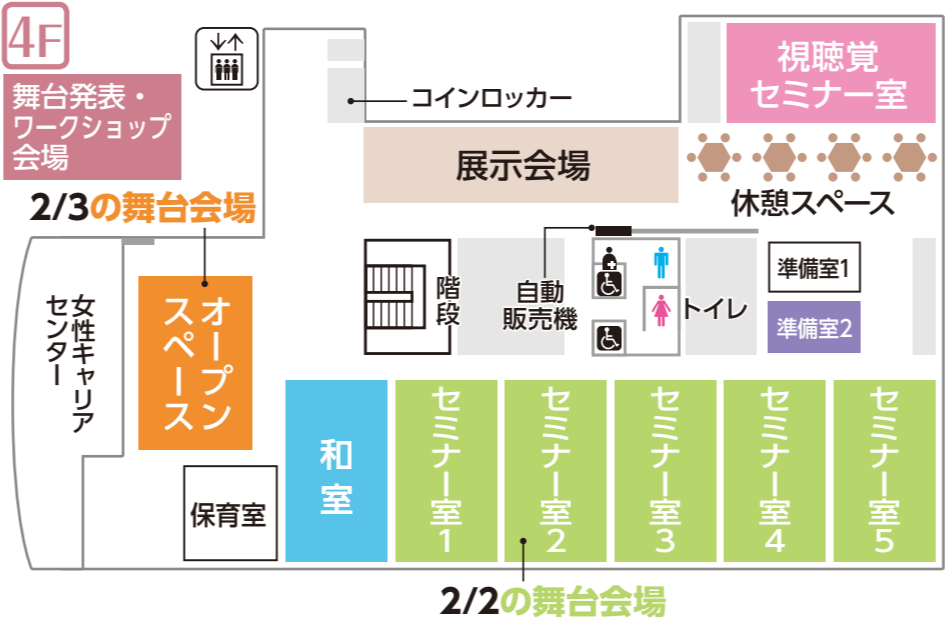 4F
舞台発表・
ワークショップ
会場
コインロッカー
視聴覚
セミナー室
展示会場
休憩スペース
2/3の舞台会場
女性キャリア
センター
オープン
スペース
階段
自動
販売機
トイレ
準備室1
準備室2
保育室
和室
セミナー室1
セミナー室2
セミナー室3
セミナー室4
セミナー室5
2/2の舞台会場